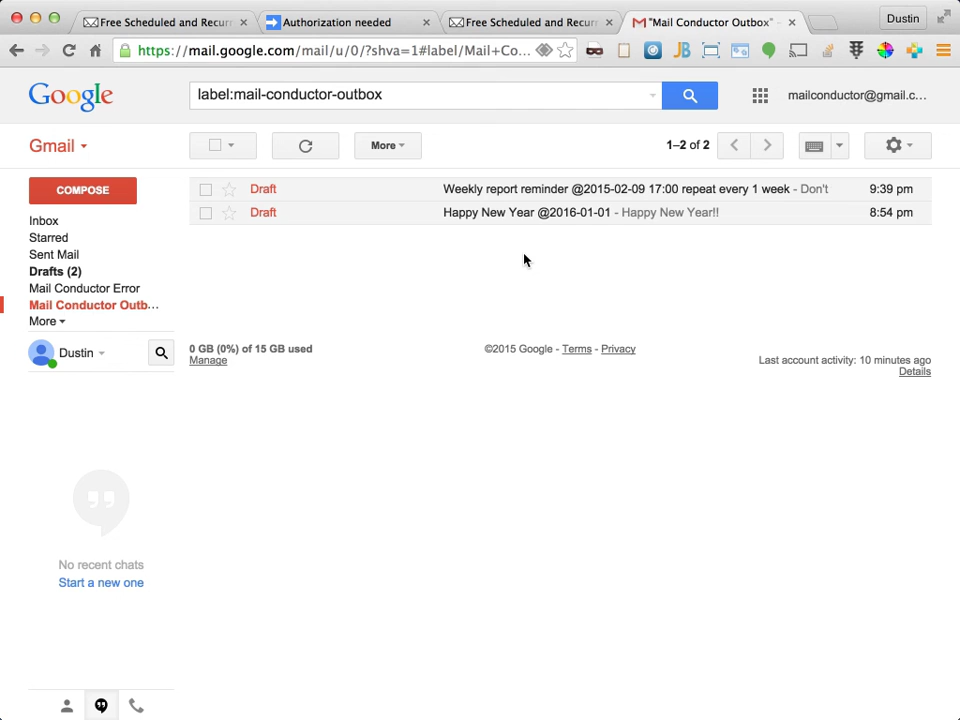 Free Scheduled and Recurr
Authorization needed
Free Scheduled and Recurr
"Mail Conductor Outbox"
Dustin
https://mail.google.com/mail/u/0/?shva=1#label/Mail+Co...
JB
Google
label:mail-conductor-outbox
mailconductor@gmail.c...
Gmail
More
1–2 of 2
COMPOSE
Draft
Weekly report reminder @2015-02-09 17:00 repeat every 1 week - Don't
9:39 pm
Draft
Happy New Year @2016-01-01 - Happy New Year!!
8:54 pm
Inbox
Starred
Sent Mail
Drafts (2)
Mail Conductor Error
Mail Conductor Outb...
More
Dustin
0 GB (0%) of 15 GB used
Manage
©2015 Google - Terms - Privacy
Last account activity: 10 minutes ago
Details
No recent chats
Start a new one